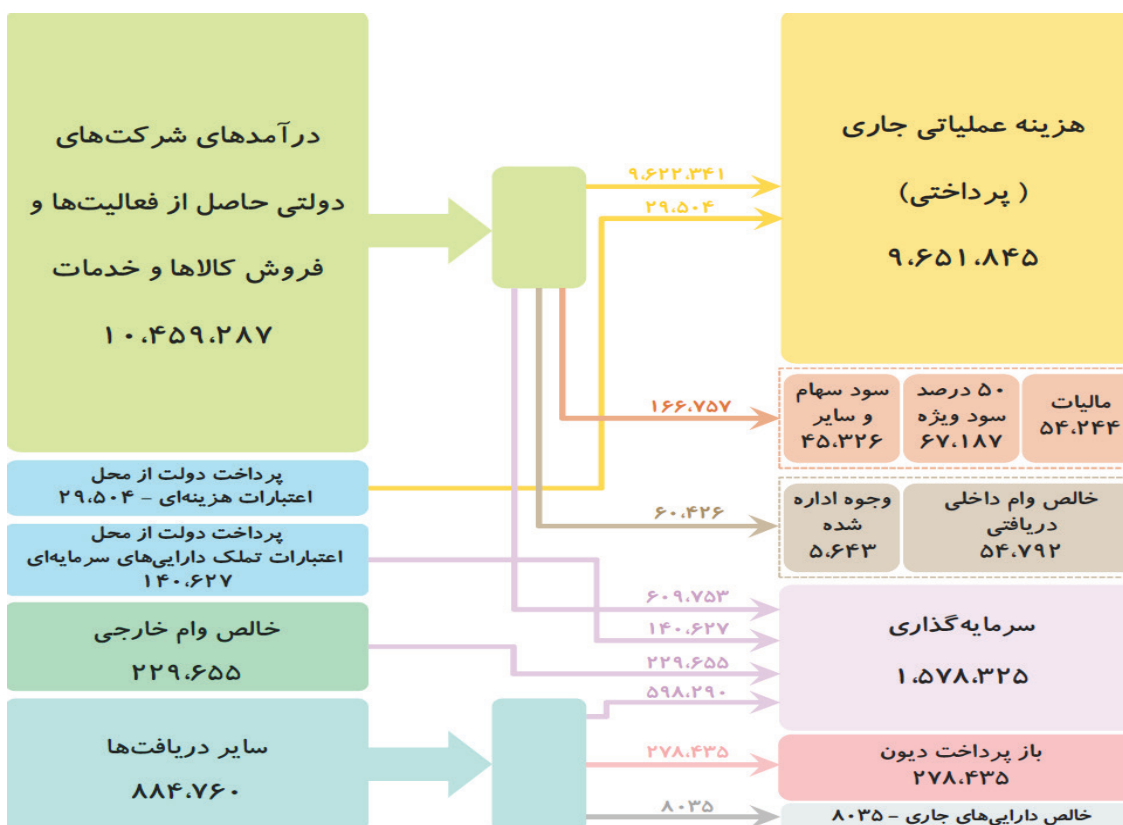 درآمدهای شرکت‌های
دولتی حاصل از فعالیت‌ها و
فروش کالاها و خدمات
۱۰،۴۵۹،۲۸۷
پرداخت دولت از محل
اعتبارات هزینه‌ای – ۲۹،۵۰۴
پرداخت دولت از محل
اعتبارات تملک دارایی‌های سرمایه‌ای
۱۴۰،۶۲۷
خالص وام خارجی
۲۲۹،۶۵۵
سایر دریافت‌ها
۸۸۴،۷۶۰
۹،۶۲۲،۳۴۱
۲۹،۵۰۴
۱۶۶،۷۵۷
۶۰،۴۲۶
۶۰۹،۷۵۳
۱۴۰،۶۲۷
۲۲۹،۶۵۵
۵۹۸،۲۹۰
۲۷۸،۴۳۵
۸۰۳۵
هزینه عملیاتی جاری
( پرداختی)
۹،۶۵۱،۸۴۵
مالیات
۵۴،۲۴۴
۵۰ درصد
سود ویژه
۶۷،۱۸۷
سود سهام
و سایر
۴۵،۳۲۶
خالص وام داخلی
دریافتی
۵۴،۷۹۲
وجوه اداره
شده
۵،۶۴۳
سرمایه‌گذاری
۱،۵۷۸،۳۲۵
باز پرداخت دیون
۲۷۸،۴۳۵
خالص دارایی‌های جاری – ۸۰۳۵